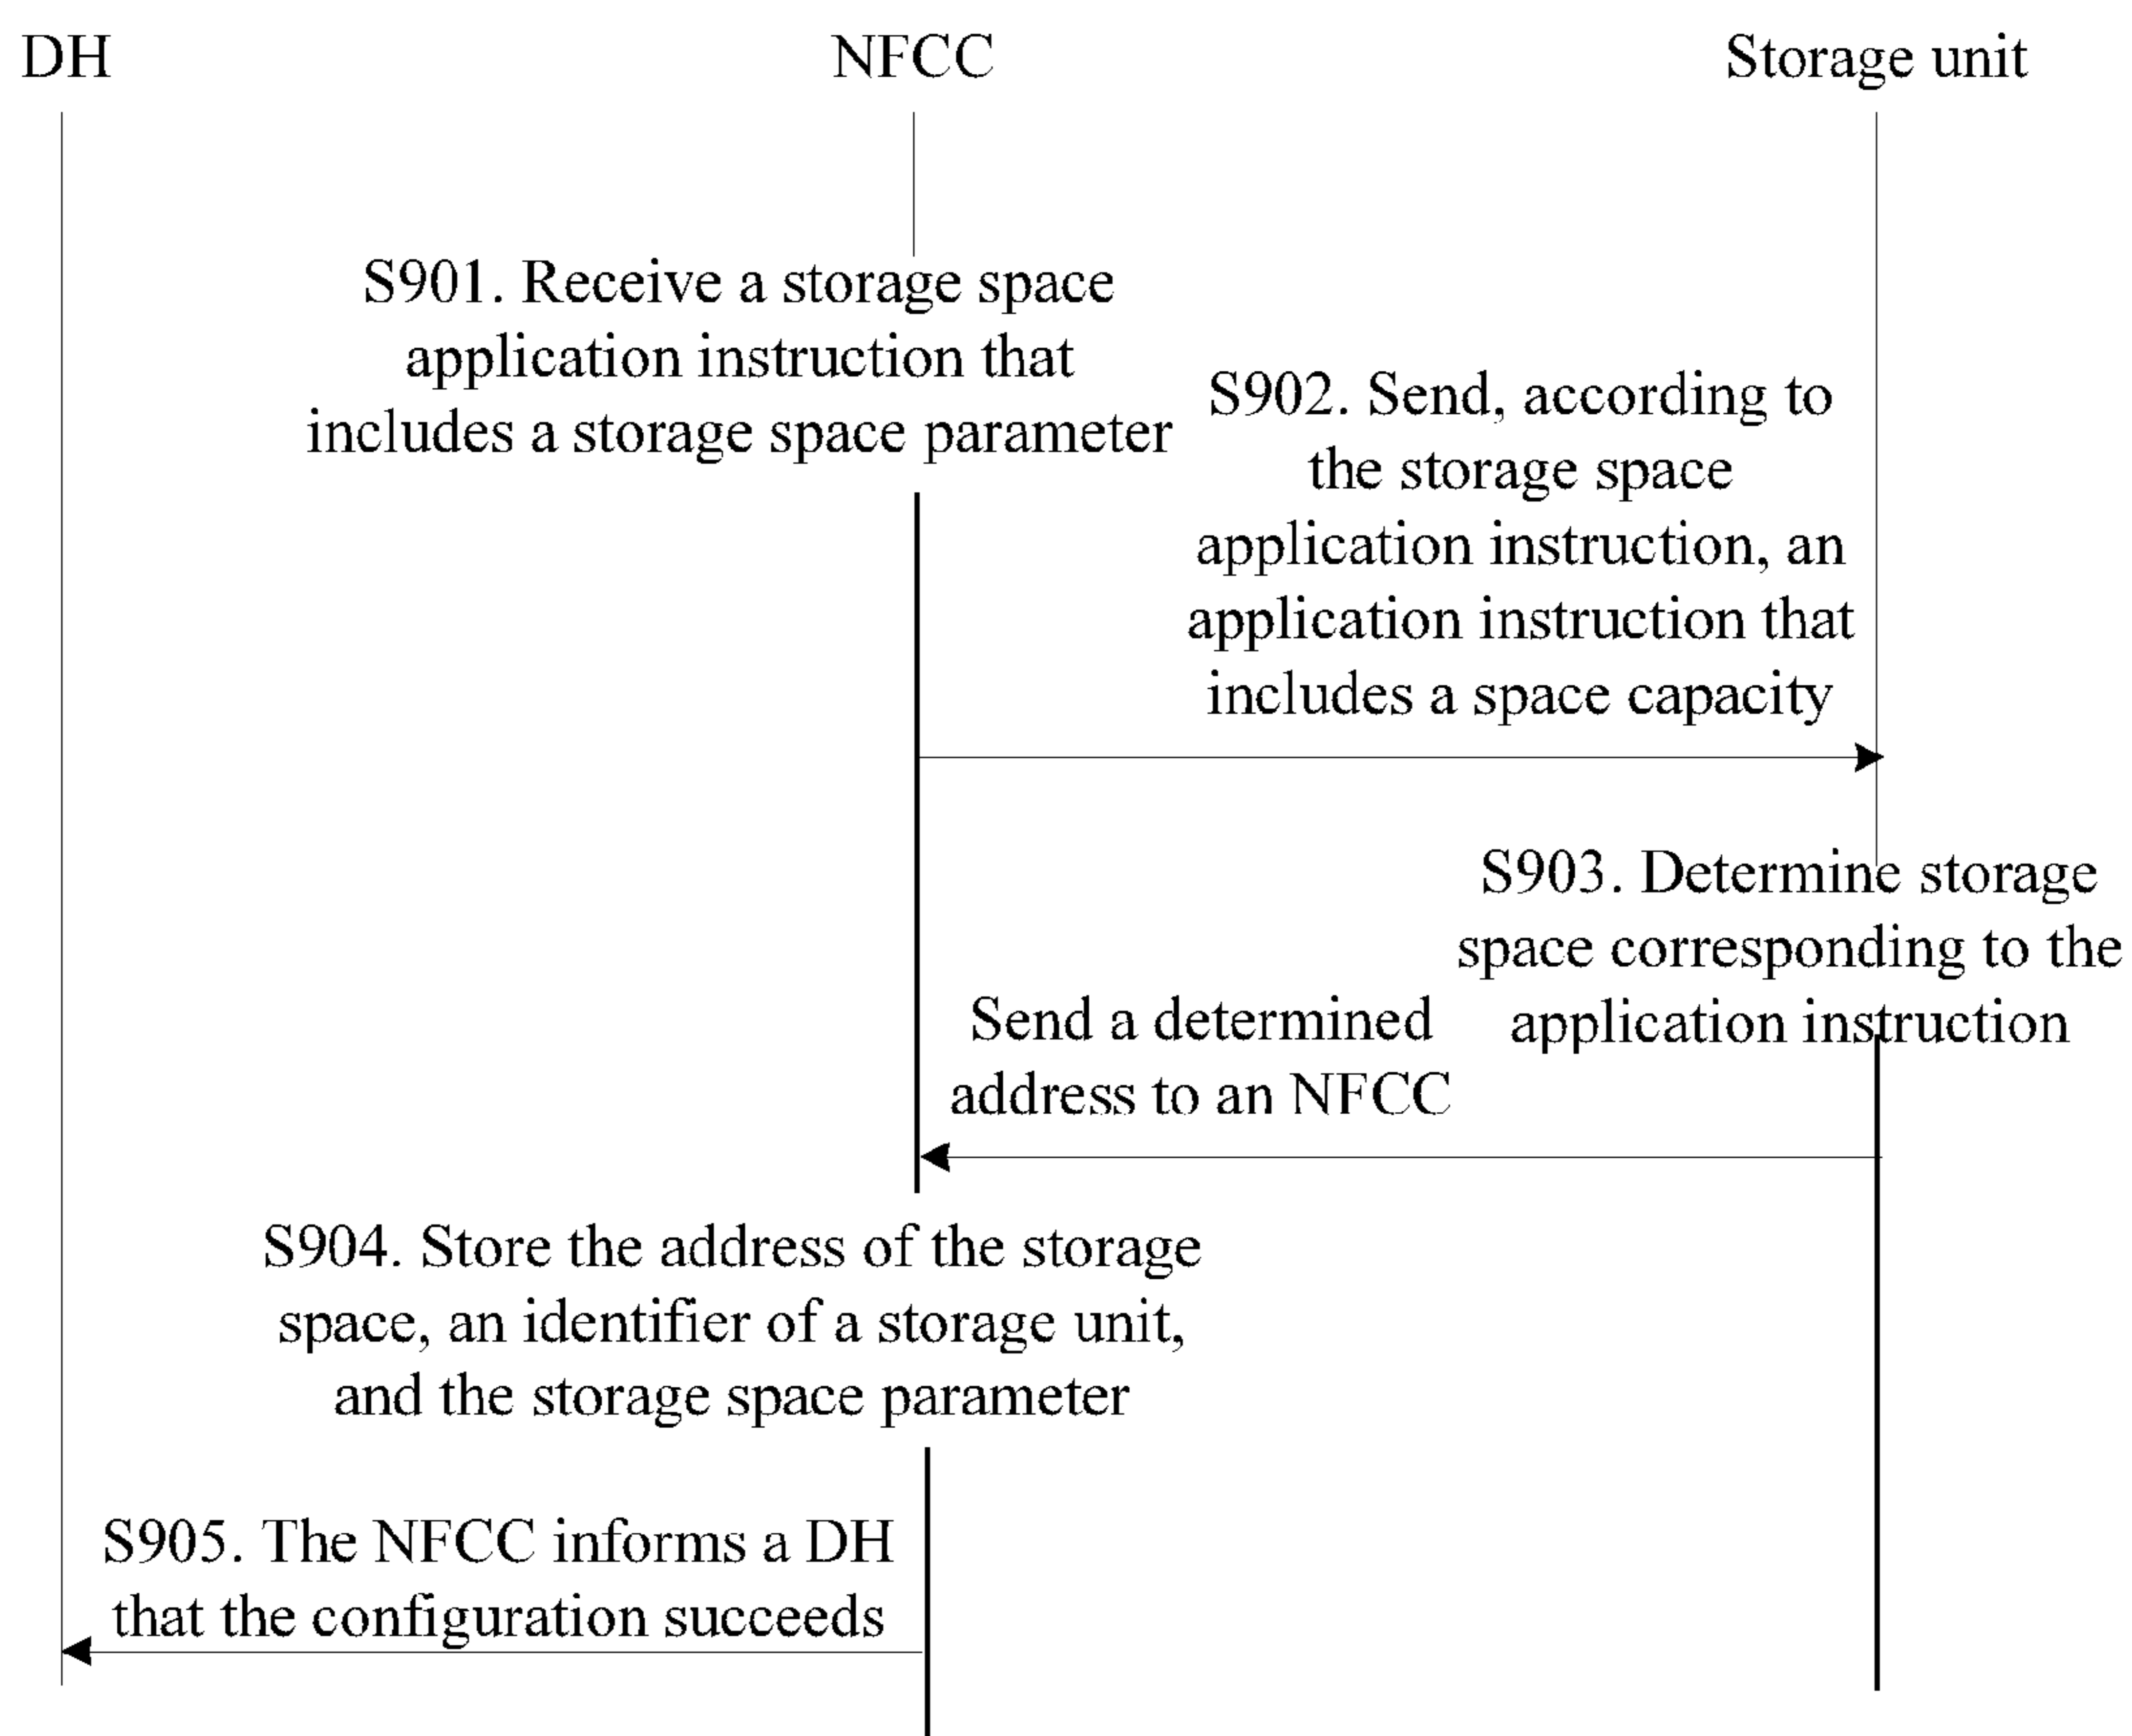 DH
NFCC
Storage unit
S901. Receive a storage space
application instruction that
includes a storage space parameter
S902. Send, according to
the storage space
application instruction, an
application instruction that
includes a space capacity
S903. Determine storage
space corresponding to the
application instruction
Send a determined
address to an NFCC
S904. Store the address of the storage
space, an identifier of a storage unit,
and the storage space parameter
S905. The NFCC informs a DH
that the configuration succeeds